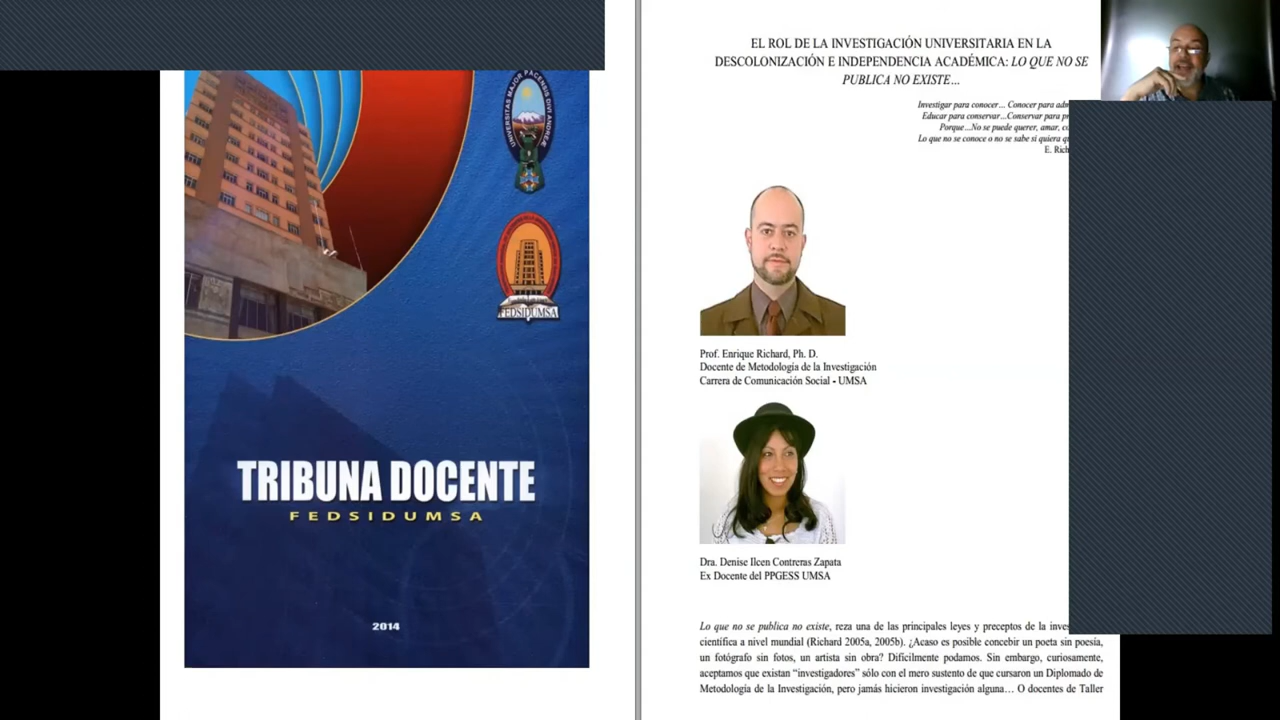 UNIVERSITAS MAJOR PACENSIS DIVI ANDREÆ
FEDSIDUMSA
TRIBUNA DOCENTE
FEDSIDUMSA
2014
EL ROL DE LA INVESTIGACIÓN UNIVERSITARIA EN LA
DESCOLONIZACIÓN E INDEPENDENCIA ACADÉMICA: LO QUE NO SE
PUBLICA NO EXISTE…
Investigar para conocer… Conocer para
Educar para conservar…Conservar para
Porque…No se puede querer, amar,
Lo que no se conoce o no se sabe si quiera
E.
Prof. Enrique Richard, Ph. D.
Docente de Metodología de la Investigación
Carrera de Comunicación Social - UMSA
Dra. Denise Ilcen Contreras Zapata
Ex Docente del PPGESS UMSA
Lo que no se publica no existe, reza una de las principales leyes y preceptos de la
científica a nivel mundial (Richard 2005a, 2005b). ¿Acaso es posible concebir un poeta sin poesía,
un fotógrafo sin fotos, un artista sin obra? Difícilmente podamos. Sin embargo, curiosamente,
aceptamos que existan “investigadores” sólo con el mero sustento de que cursaron un Diplomado de
Metodología de la Investigación, pero jamás hicieron investigación alguna… O docentes de Taller